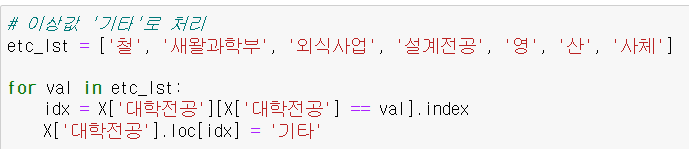 # 이상값 '기타'로 처리
etc_lst = ['철', '새왈과학부', '외식사업', '설계전공', '영', '산', '사체']
for val in etc_lst:
idx = X['대학전공'][X['대학전공'] == val].index
X['대학전공'].loc[idx] = '기타'